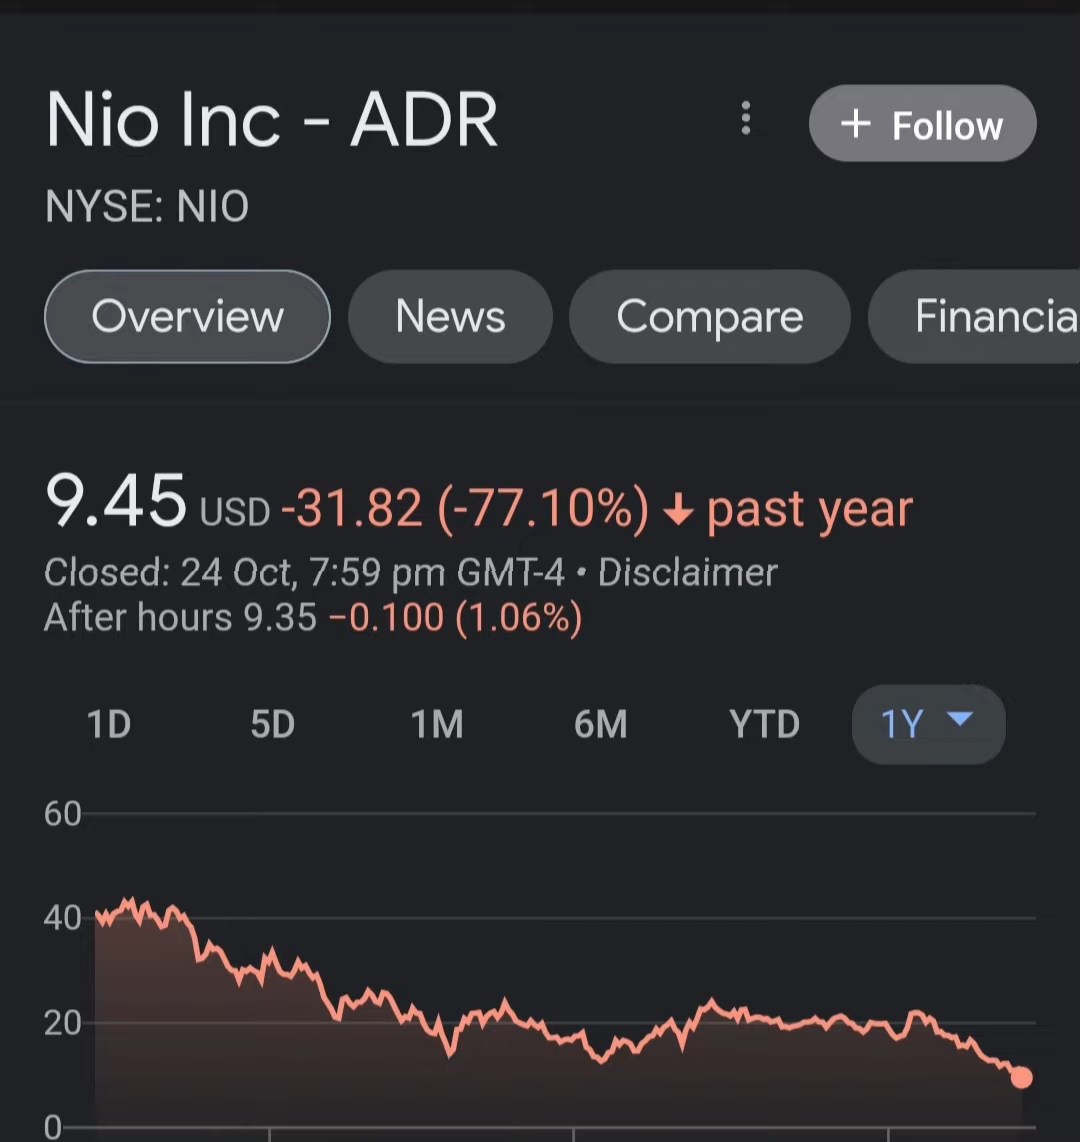 Nio Inc - ADR
+ Follow
NYSE: NIO
Overview News Compare Financia
9.45 USD -31.82 (-77.10%) ↓ past year
Closed: 24 Oct, 7:59 pm GMT-4 • Disclaimer
After hours 9.35 −0.100 (1.06%)
1D 5D 1M 6M YTD 1Y
60
40
20
0